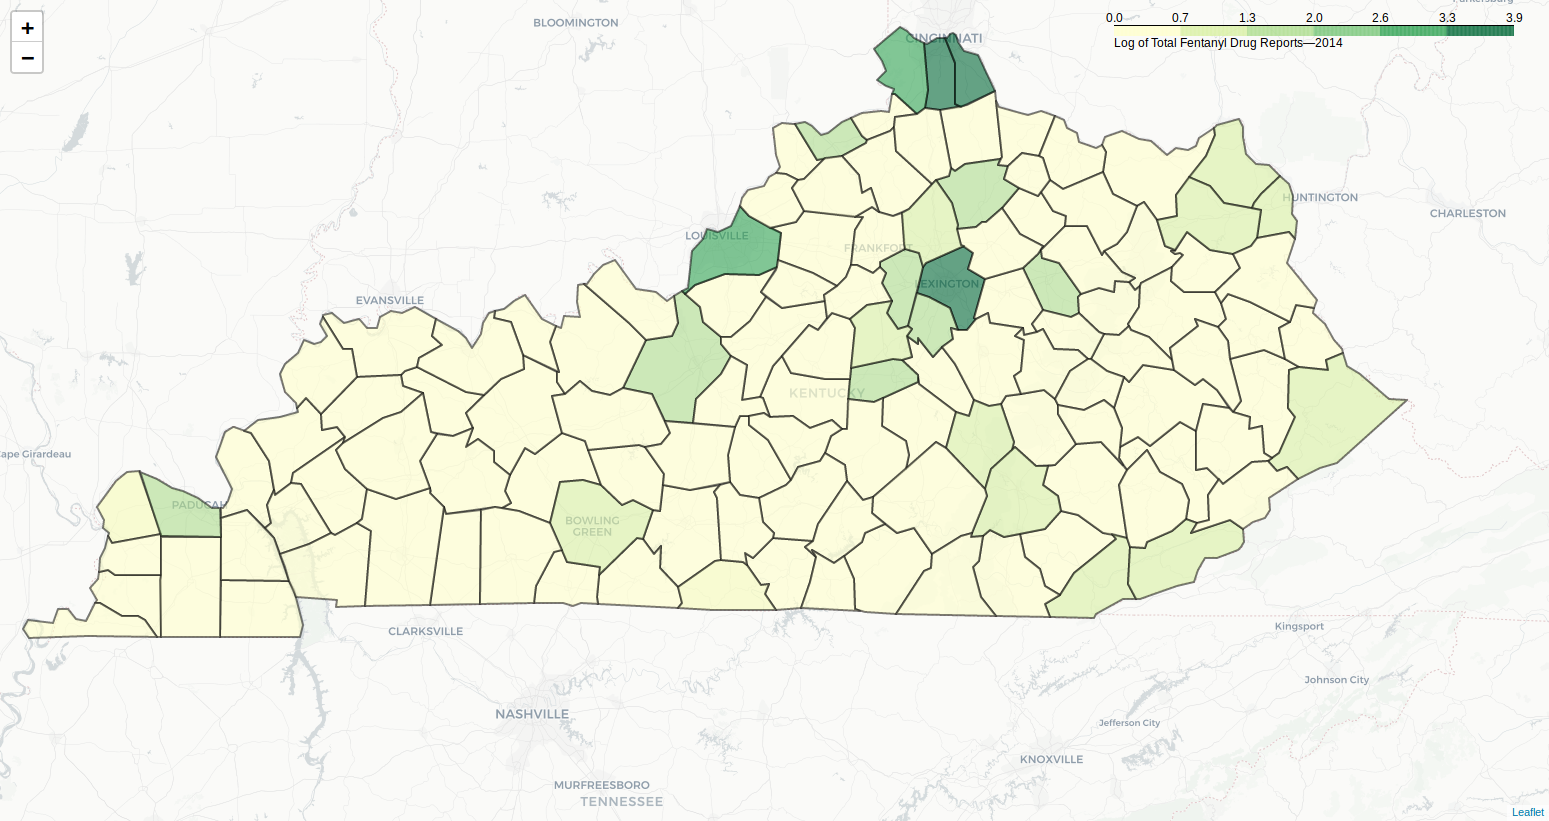 +
−
BLOOMINGTON
CINCINNATI
0.0 0.7 1.3 2.0 2.6 3.3 3.9
Log of Total Fentanyl Drug Reports—2014
HUNTINGTON
CHARLESTON
LOUISVILLE
FRANKFORT
LEXINGTON
EVANSVILLE
KENTUCKY
Cape Girardeau
PADUCAH
BOWLING
GREEN
CLARKSVILLE
Kingsport
Johnson City
NASHVILLE
Jefferson City
KNOXVILLE
MURFREESBORO
TENNESSEE
Leaflet